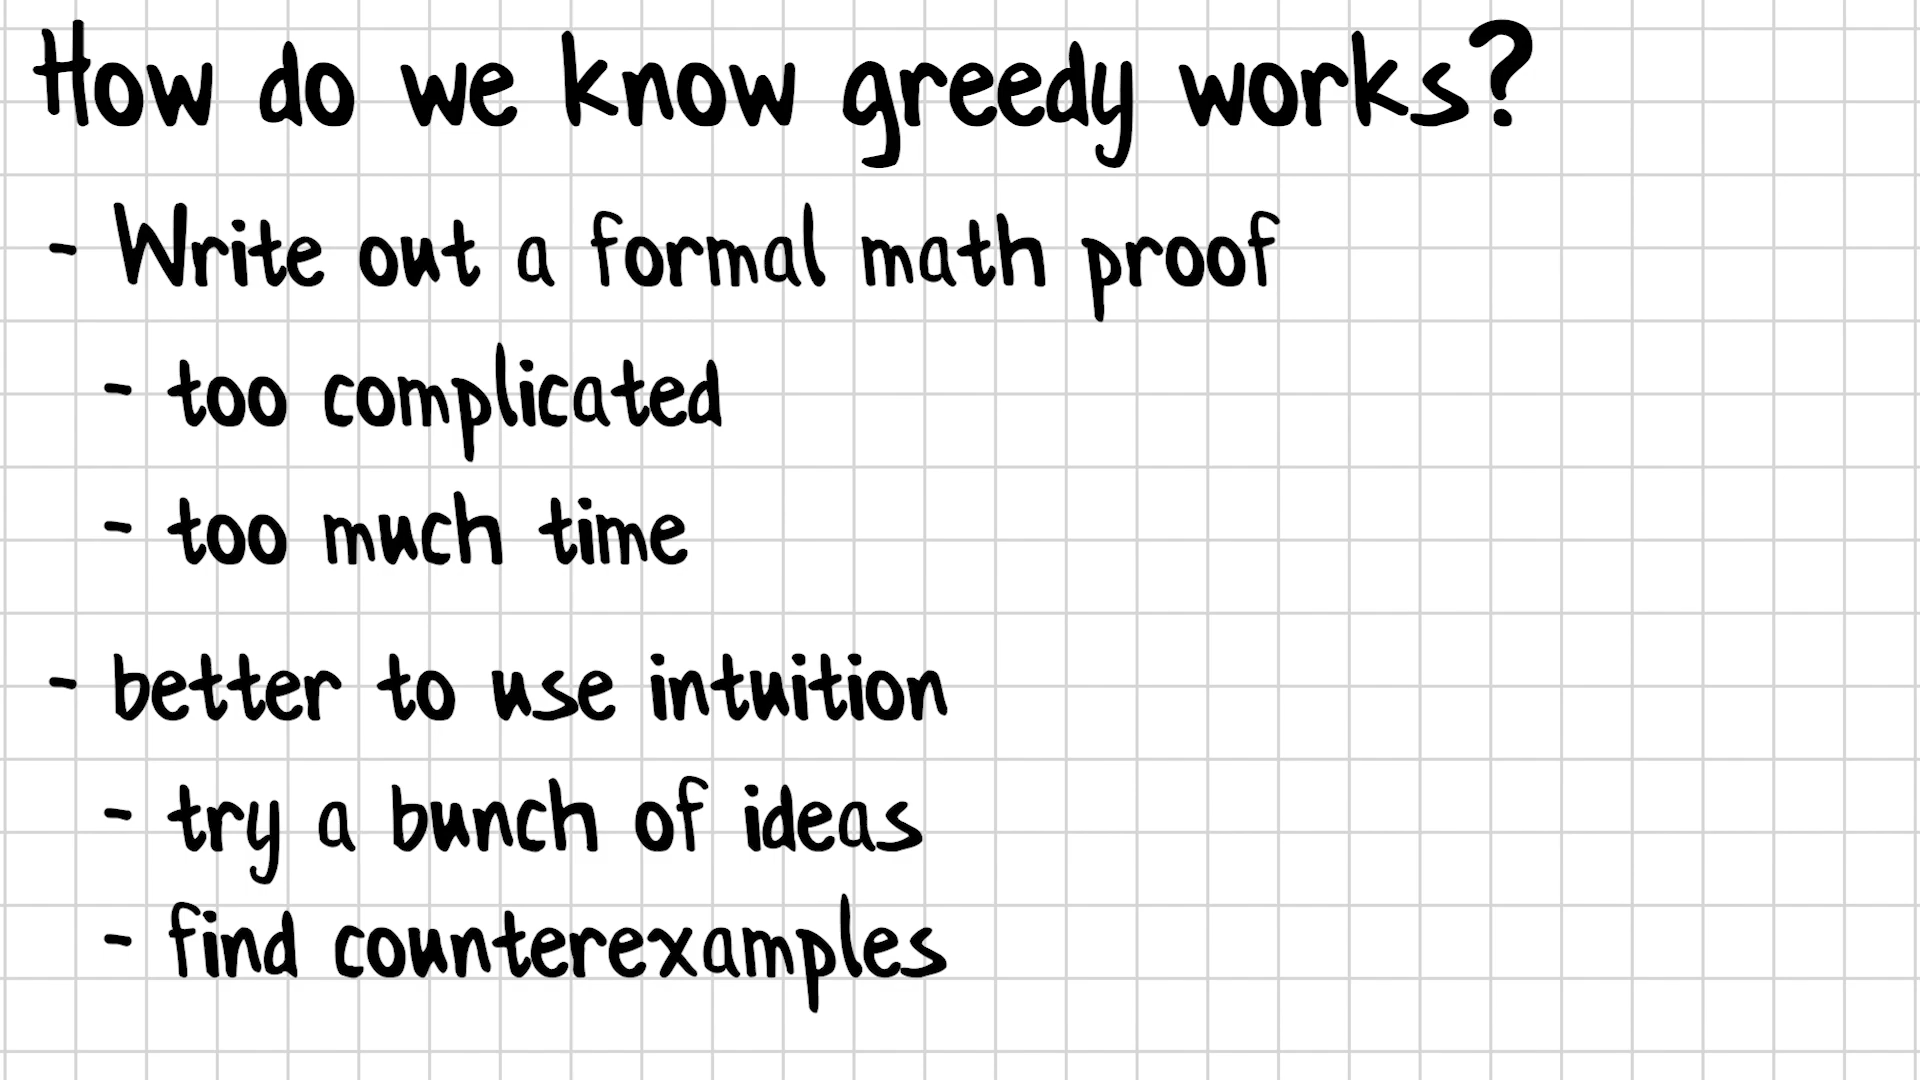 How do we know greedy works?
- Write out a formal math proof
- too complicated
- too much time
- better to use intuition
- try a bunch of ideas
- find counterexamples